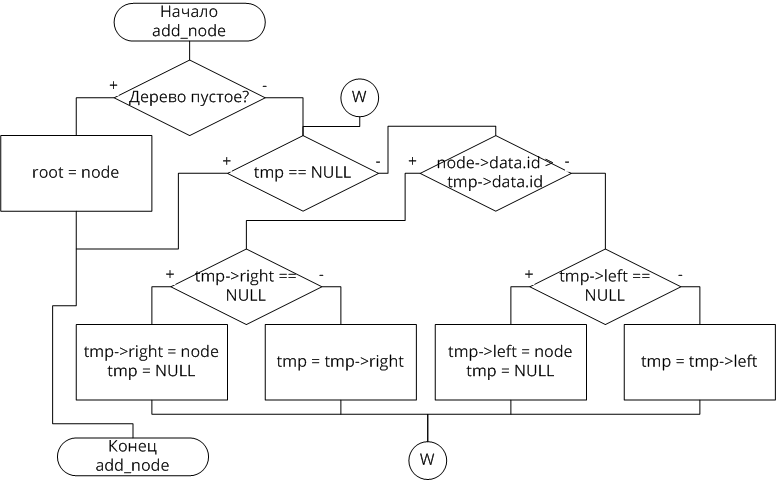 Начало
add_node
+
Дерево пустое?
-
W
root = node
+
tmp == NULL
-
+
node->data.id >
tmp->data.id
-
+
tmp->right ==
NULL
-
+
tmp->left ==
NULL
-
tmp->right = node
tmp = NULL
tmp = tmp->right
tmp->left = node
tmp = NULL
tmp = tmp->left
Конец
add_node
W